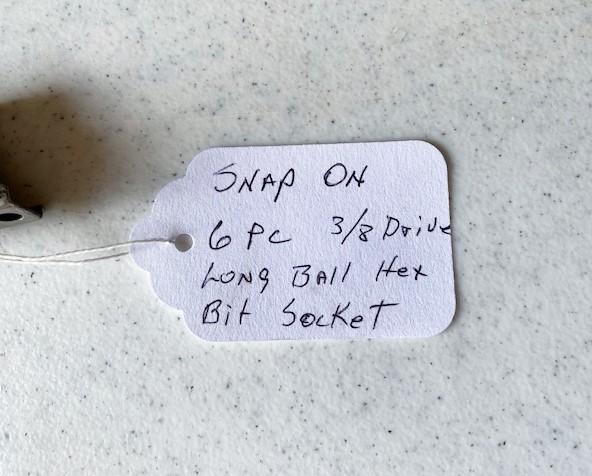 SNAP ON
6 PC 3/8 Drive
LONG BALL Hex
Bit SocKeT